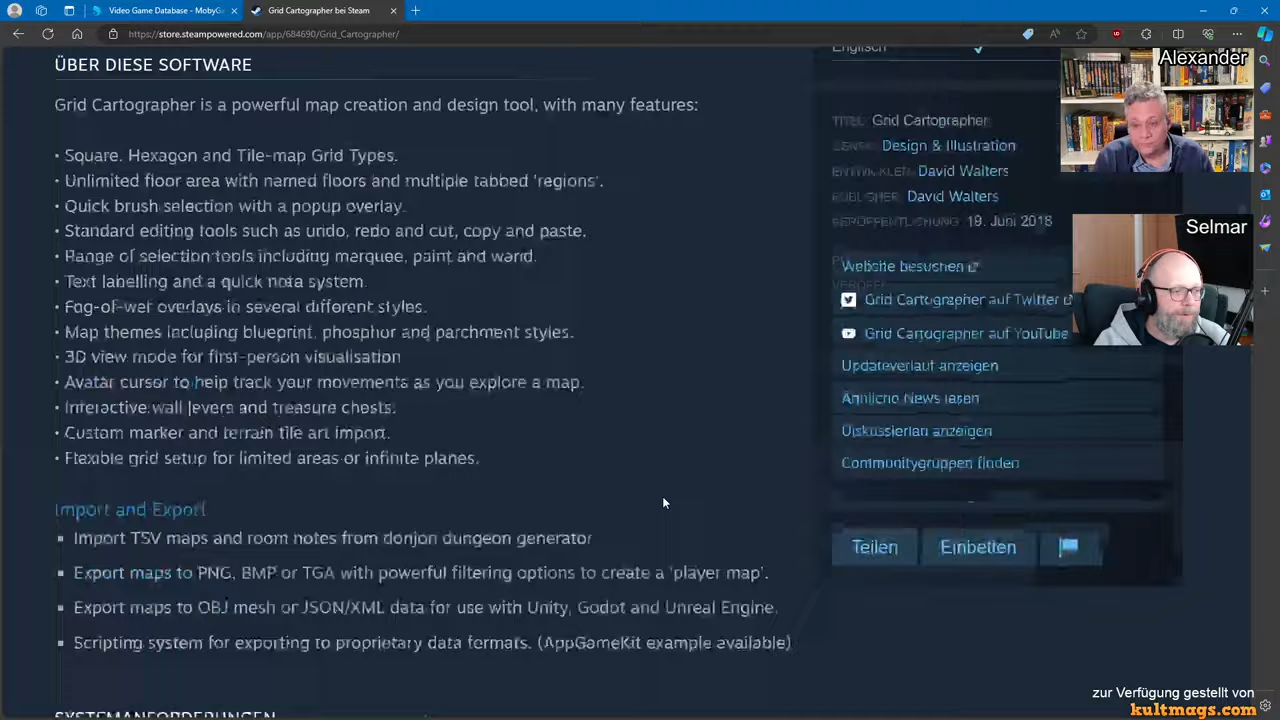 Video Game Database - MobyG
Grid Cartographer bei Steam
https://store.steampowered.com/app/684690/Grid_Cartographer/
Alexander
Selmar
ÜBER DIESE SOFTWARE
Grid Cartographer is a powerful map creation and design tool, with many features:
• Square, Hexagon and Tile-map Grid Types.
• Unlimited floor area with named floors and multiple tabbed 'regions'.
• Quick brush selection with a popup overlay.
• Standard editing tools such as undo, redo and cut, copy and paste.
• Range of selection tools including marquee, paint and wand.
• Text labelling and a quick note system.
• Fog-of-war overlays in several different styles.
• Map themes including blueprint, phosphor and parchment styles.
• 3D view mode for first-person visualisation
• Avatar cursor to help track your movements as you explore a map.
• Interactive wall levers and treasure chests.
• Custom marker and terrain tile art import.
• Flexible grid setup for limited areas or infinite planes.
Import and Export
▪ Import TSV maps and room notes from donjon dungeon generator
▪ Export maps to PNG, BMP or TGA with powerful filtering options to create a 'player map'.
▪ Export maps to OBJ mesh or JSON/XML data for use with Unity, Godot and Unreal Engine.
▪ Scripting system for exporting to proprietary data formats. (AppGameKit example available)
SYSTEMANFORDERUNGEN
Englisch
TITEL: Grid Cartographer
Design & Illustration
ENTWICKLER: David Walters
PUBLISHER: David Walters
VERÖFFENTLICHUNG: 19. Juni 2018
Website besuchen
Grid Cartographer auf Twitter
Grid Cartographer auf YouTube
Updateverlauf anzeigen
Ähnliche News lesen
Diskussionen anzeigen
Communitygruppen finden
Teilen
Einbetten
zur Verfügung gestellt von
kultmags.com